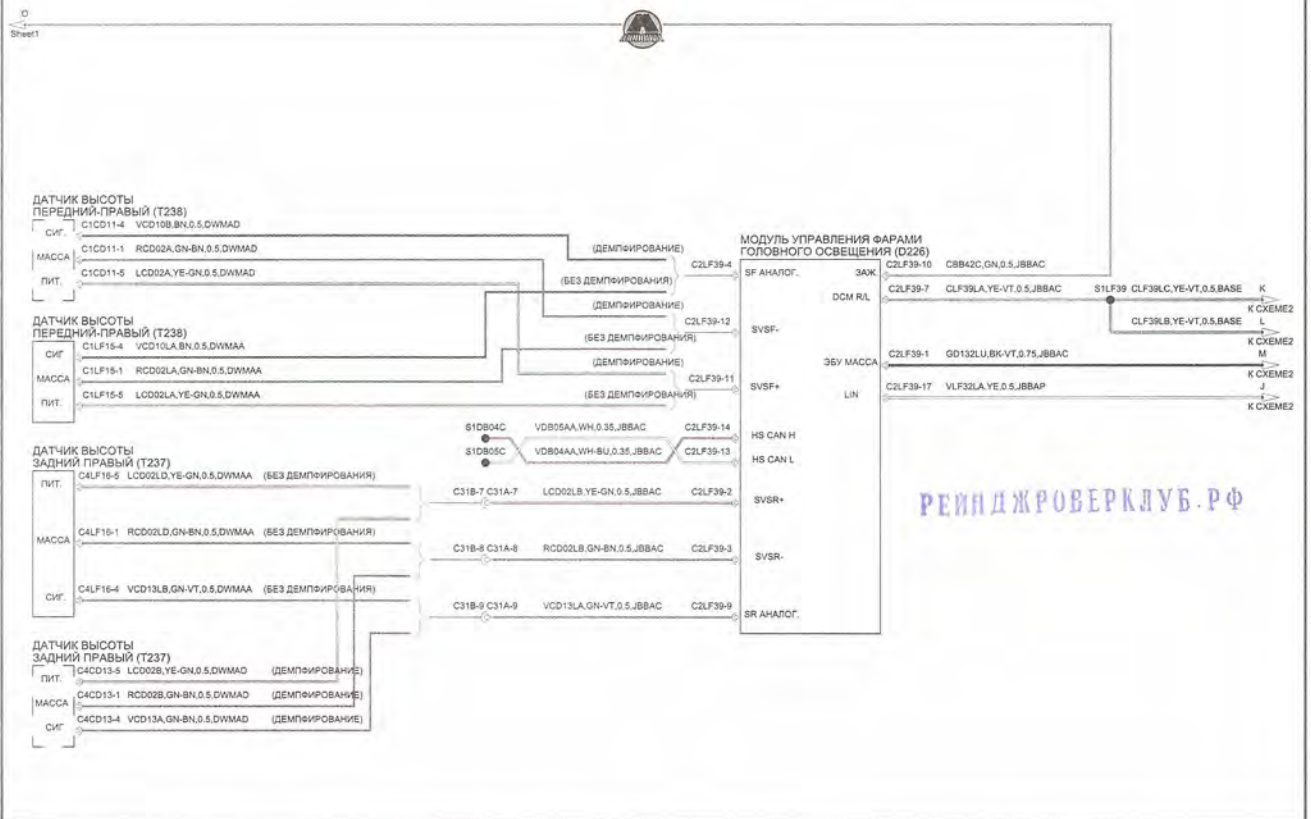 O
Sheet1
ДАТЧИК ВЫСОТЫ
ПЕРЕДНИЙ-ПРАВЫЙ (T238)
СИГ. C1CD11-4 VCD10B,BN,0.5,DWMAD
МАССА C1CD11-1 RCD02A,GN-BN,0.5,DWMAD
ПИТ. C1CD11-5 LCD02A,YE-GN,0.5,DWMAD
ДАТЧИК ВЫСОТЫ
ПЕРЕДНИЙ-ПРАВЫЙ (T238)
СИГ C1LF15-4 VCD10LA,BN,0.5,DWMAA
МАССА C1LF15-1 RCD02LA,GN-BN,0.5,DWMAA
ПИТ. C1LF15-5 LCD02LA,YE-GN,0.5,DWMAA
(ДЕМПФИРОВАНИЕ)
C2LF39-4
(БЕЗ ДЕМПФИРОВАНИЯ)
(ДЕМПФИРОВАНИЕ)
C2LF39-12
(БЕЗ ДЕМПФИРОВАНИЯ)
(ДЕМПФИРОВАНИЕ)
C2LF39-11
(БЕЗ ДЕМПФИРОВАНИЯ)
S1DB04C VDB05AA,WH,0.35,JBBAC C2LF39-14
S1DB05C VDB04AA,WH-BU,0.35,JBBAC C2LF39-13
ДАТЧИК ВЫСОТЫ
ЗАДНИЙ ПРАВЫЙ (T237)
ПИТ. C4LF16-5 LCD02LD,YE-GN,0.5,DWMAA (БЕЗ ДЕМПФИРОВАНИЯ)
МАССА C4LF16-1 RCD02LD,GN-BN,0.5,DWMAA (БЕЗ ДЕМПФИРОВАНИЯ)
СИГ. C4LF16-4 VCD13LB,GN-VT,0.5,DWMAA (БЕЗ ДЕМПФИРОВАНИЯ)
C31B-7 C31A-7 LCD02LB,YE-GN,0.5,JBBAC C2LF39-2
C31B-8 C31A-8 RCD02LB,GN-BN,0.5,JBBAC C2LF39-3
C31B-9 C31A-9 VCD13LA,GN-VT,0.5,JBBAC C2LF39-9
ДАТЧИК ВЫСОТЫ
ЗАДНИЙ ПРАВЫЙ (T237)
ПИТ. C4CD13-5 LCD02B,YE-GN,0.5,DWMAD (ДЕМПФИРОВАНИЕ)
МАССА C4CD13-1 RCD02B,GN-BN,0.5,DWMAD (ДЕМПФИРОВАНИЕ)
СИГ C4CD13-4 VCD13A,GN-BN,0.5,DWMAD (ДЕМПФИРОВАНИЕ)
МОДУЛЬ УПРАВЛЕНИЯ ФАРАМИ
ГОЛОВНОГО ОСВЕЩЕНИЯ (D226)
SF АНАЛОГ.
SVSF-
SVSF+
HS CAN H
HS CAN L
SVSR+
SVSR-
SR АНАЛОГ.
ЗАЖ. C2LF39-10 CBB42C,GN,0.5,JBBAC
DCM R/L C2LF39-7 CLF39LA,YE-VT,0.5,JBBAC S1LF39 CLF39LC,YE-VT,0.5,BASE K
К СХЕМЕ2
CLF39LB,YE-VT,0.5,BASE L
К СХЕМЕ2
ЭБУ МАССА C2LF39-1 GD132LU,BK-VT,0.75,JBBAC M
К СХЕМЕ2
LIN C2LF39-17 VLF32LA,YE,0.5,JBBAP J
К СХЕМЕ2
РЕЙНДЖРОВЕРКЛУБ.РФ